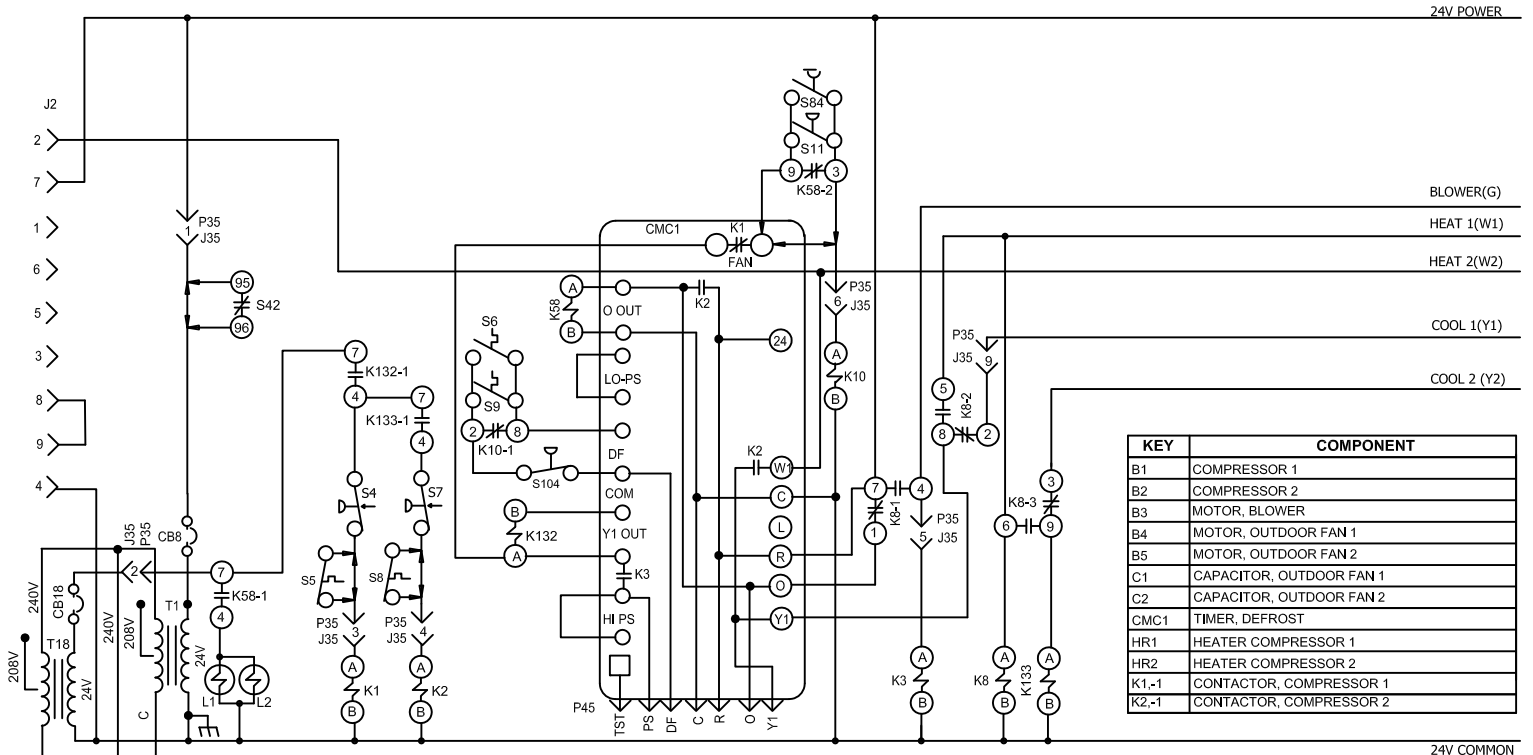 24V POWER
J2
2
7
1
6
5
3
8
9
4
P35
1
J35
95
S42
96
S84
S11
9
3
K58-2
CMC1
K1
FAN
BLOWER(G)
HEAT 1(W1)
HEAT 2(W2)
COOL 1(Y1)
COOL 2 (Y2)
A
K58
B
O OUT
K2
24
P35
6
J35
A
K10
B
S6
S9
2
8
K10-1
LO-PS
DF
S104
COM
B
K132
A
Y1 OUT
K3
HI PS
K2
W1
C
L
R
O
Y1
7
K132-1
4
7
K133-1
4
S4
S7
S5
S8
P35
3
J35
P35
4
J35
A
K1
B
A
K2
B
7
4
K8-1
1
P35
5
J35
A
K3
B
P35
J35
9
5
K8-2
8
2
3
K8-3
6
9
A
K8
B
A
K133
B
J35
P35
2
CB8
7
K58-1
4
240V
CB18
240V
208V
T1
208V
T18
24V
C
24V
L1
L2
P45
TST
PS
DF
C
R
O
Y1
KEY COMPONENT
B1 COMPRESSOR 1
B2 COMPRESSOR 2
B3 MOTOR, BLOWER
B4 MOTOR, OUTDOOR FAN 1
B5 MOTOR, OUTDOOR FAN 2
C1 CAPACITOR, OUTDOOR FAN 1
C2 CAPACITOR, OUTDOOR FAN 2
CMC1 TIMER, DEFROST
HR1 HEATER COMPRESSOR 1
HR2 HEATER COMPRESSOR 2
K1,-1 CONTACTOR, COMPRESSOR 1
K2,-1 CONTACTOR, COMPRESSOR 2
24V COMMON